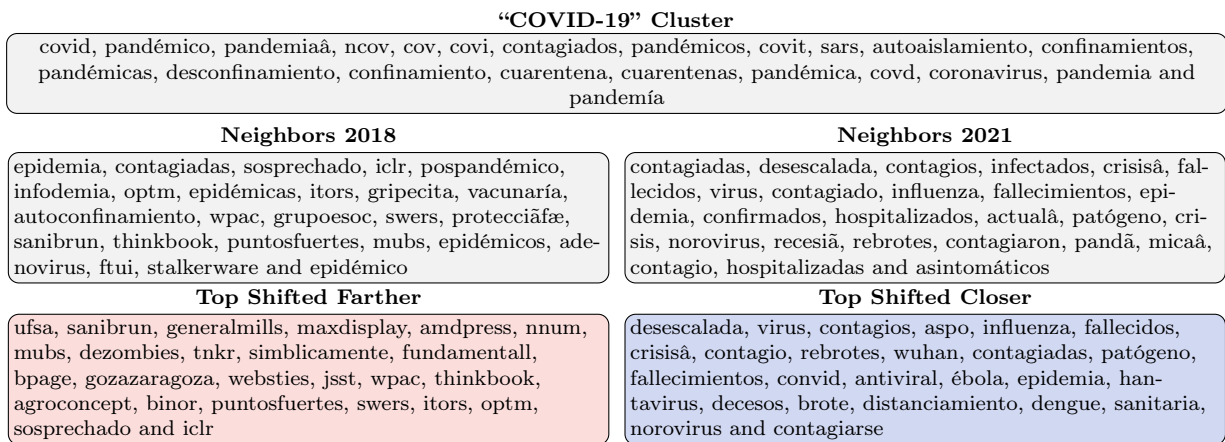 “COVID-19” Cluster
covid, pandémico, pandemiaâ, ncov, cov, covi, contagiados, pandémicos, covit, sars, autoaislamiento, confinamientos,
pandémicas, desconfinamiento, confinamiento, cuarentena, cuarentenas, pandémica, covd, coronavirus, pandemia and
pandemía
Neighbors 2018
epidemia, contagiadas, sosprechado, iclr, pospandémico,
infodemia, optm, epidémicas, itors, gripecita, vacunaría,
autoconfinamiento, wpac, grupoesoc, swers, protecciãfæ,
sanibrun, thinkbook, puntosfuertes, mubs, epidémicos, ade-
novirus, ftui, stalkerware and epidémico
Neighbors 2021
contagiadas, desescalada, contagios, infectados, crisisâ, fal-
lecidos, virus, contagiado, influenza, fallecimientos, epi-
demia, confirmados, hospitalizados, actualâ, patógeno, cri-
sis, norovirus, recesiã, rebrotes, contagiaron, pandã, micaâ,
contagio, hospitalizadas and asintomáticos
Top Shifted Farther
ufsa, sanibrun, generalmills, maxdisplay, amdpress, nnum,
mubs, dezombies, tnkr, simblicamente, fundamentall,
bpage, gozazaragoza, websties, jsst, wpac, thinkbook,
agroconcept, binor, puntosfuertes, swers, itors, optm,
sosprechado and iclr
Top Shifted Closer
desescalada, virus, contagios, aspo, influenza, fallecidos,
crisisâ, contagio, rebrotes, wuhan, contagiadas, patógeno,
fallecimientos, convid, antiviral, ébola, epidemia, han-
tavirus, decesos, brote, distanciamiento, dengue, sanitaria,
norovirus and contagiarse